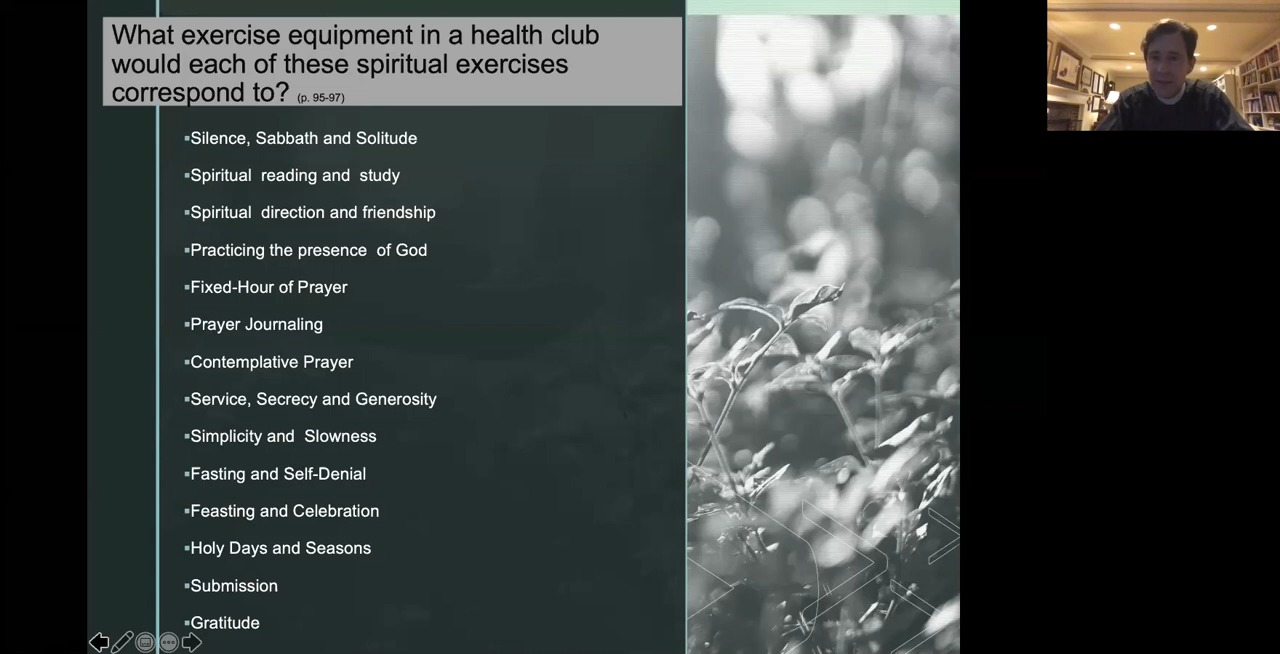 What exercise equipment in a health club
would each of these spiritual exercises
correspond to? (p. 95-97)
▪Silence, Sabbath and Solitude
▪Spiritual reading and study
▪Spiritual direction and friendship
▪Practicing the presence of God
▪Fixed-Hour of Prayer
▪Prayer Journaling
▪Contemplative Prayer
▪Service, Secrecy and Generosity
▪Simplicity and Slowness
▪Fasting and Self-Denial
▪Feasting and Celebration
▪Holy Days and Seasons
▪Submission
▪Gratitude